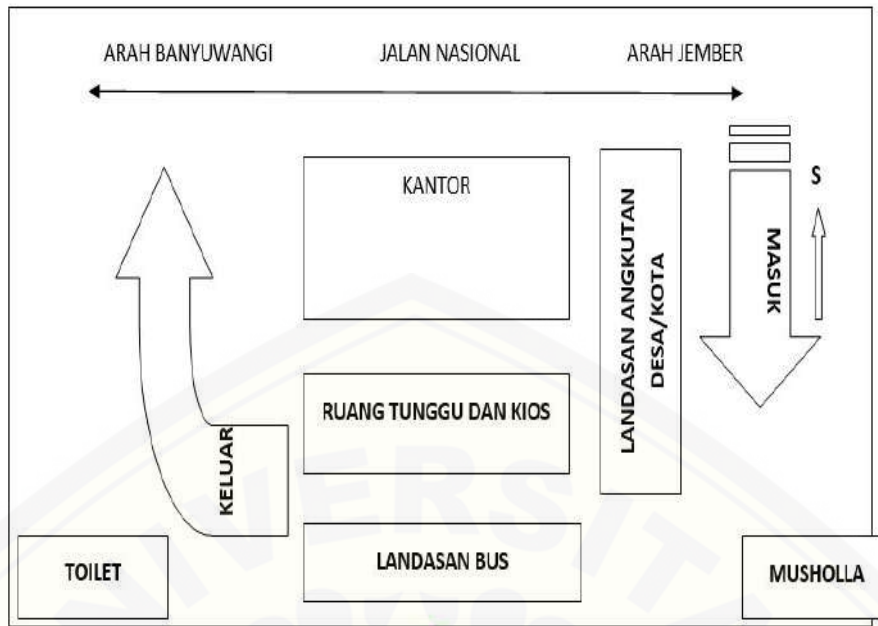 ARAH BANYUWANGI JALAN NASIONAL ARAH JEMBER
KANTOR
S
LANDASAN ANGKUTAN
DESA/KOTA
MASUK
RUANG TUNGGU DAN KIOS
KELUAR
TOILET
LANDASAN BUS
MUSHOLLA
UNIVERSITA